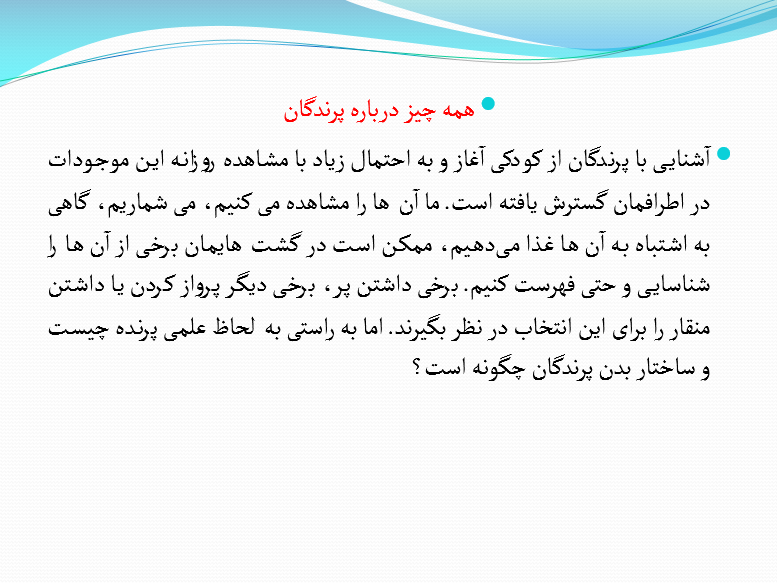 همه چیز درباره پرندگان
آشنایی با پرندگان از کودکی آغاز و به احتمال زیاد با مشاهده روزانه این موجودات
در اطرافمان گسترش یافته است. ما آن ها را مشاهده می کنیم، می شماریم، گاهی
به اشتباه به آن ها غذا می‌دهیم، ممکن است در گشت هایمان برخی از آن ها را
شناسایی و حتی فهرست کنیم. برخی داشتن پر، برخی دیگر پرواز کردن یا داشتن
منقار را برای این انتخاب در نظر بگیرند. اما به راستی به لحاظ علمی پرنده چیست
و ساختار بدن پرندگان چگونه است؟